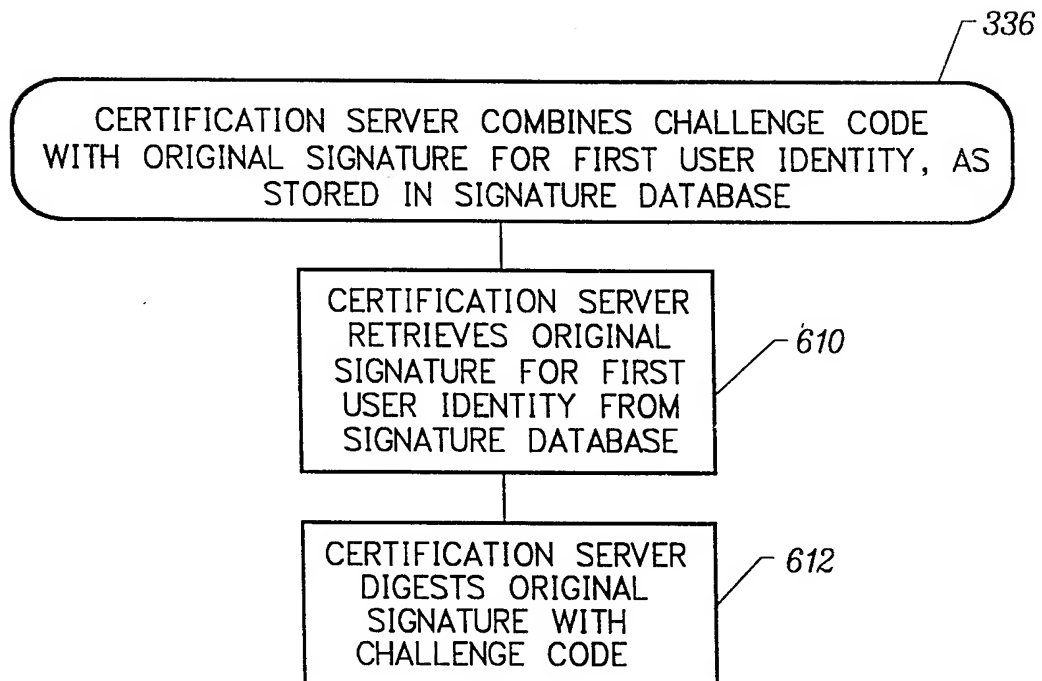 336
CERTIFICATION SERVER COMBINES CHALLENGE CODE
WITH ORIGINAL SIGNATURE FOR FIRST USER IDENTITY, AS
STORED IN SIGNATURE DATABASE
CERTIFICATION SERVER
RETRIEVES ORIGINAL
SIGNATURE FOR FIRST
USER IDENTITY FROM
SIGNATURE DATABASE
610
CERTIFICATION SERVER
DIGESTS ORIGINAL
SIGNATURE WITH
CHALLENGE CODE
612